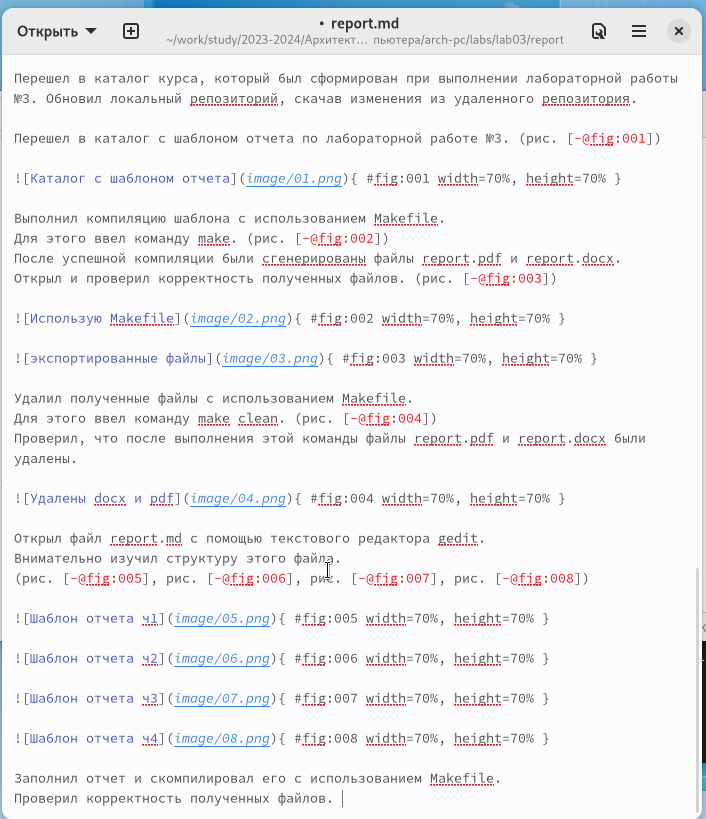 Открыть
• report.md
~/work/study/2023-2024/Архитект… пьютера/arch-pc/labs/lab03/report
Перешел в каталог курса, который был сформирован при выполнении лабораторной работы
№3. Обновил локальный репозиторий, скачав изменения из удаленного репозитория.
Перешел в каталог с шаблоном отчета по лабораторной работе №3. (рис. [-@fig:001])
![Каталог с шаблоном отчета](image/01.png){ #fig:001 width=70%, height=70% }
Выполнил компиляцию шаблона с использованием Makefile.
Для этого ввел команду make. (рис. [-@fig:002])
После успешной компиляции были сгенерированы файлы report.pdf и report.docx.
Открыл и проверил корректность полученных файлов. (рис. [-@fig:003])
![Использую Makefile](image/02.png){ #fig:002 width=70%, height=70% }
![экспортированные файлы](image/03.png){ #fig:003 width=70%, height=70% }
Удалил полученные файлы с использованием Makefile.
Для этого ввел команду make clean. (рис. [-@fig:004])
Проверил, что после выполнения этой команды файлы report.pdf и report.docx были
удалены.
![Удалены docx и pdf](image/04.png){ #fig:004 width=70%, height=70% }
Открыл файл report.md с помощью текстового редактора gedit.
Внимательно изучил структуру этого файла.
(рис. [-@fig:005], рис. [-@fig:006], рис. [-@fig:007], рис. [-@fig:008])
![Шаблон отчета ч1](image/05.png){ #fig:005 width=70%, height=70% }
![Шаблон отчета ч2](image/06.png){ #fig:006 width=70%, height=70% }
![Шаблон отчета ч3](image/07.png){ #fig:007 width=70%, height=70% }
![Шаблон отчета ч4](image/08.png){ #fig:008 width=70%, height=70% }
Заполнил отчет и скомпилировал его с использованием Makefile.
Проверил корректность полученных файлов.